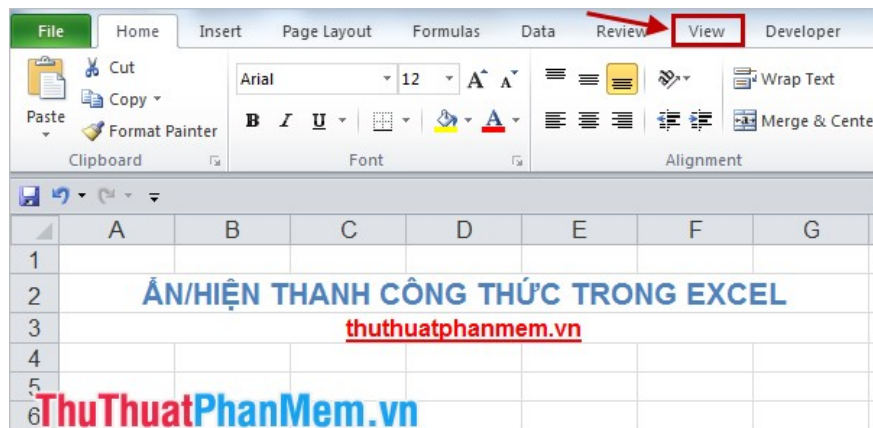 File Home Insert Page Layout Formulas Data Review View Developer
Cut
Arial 12 A A Wrap Text
Copy
Paste
B I U A Merge & Cente
Format Painter
Clipboard Font Alignment
A B C D E F G
1
2 ẨN/HIỆN THANH CÔNG THỨC TRONG EXCEL
3 thuthuatphanmem.vn
4
5
6 ThuThuatPhanMem.vn